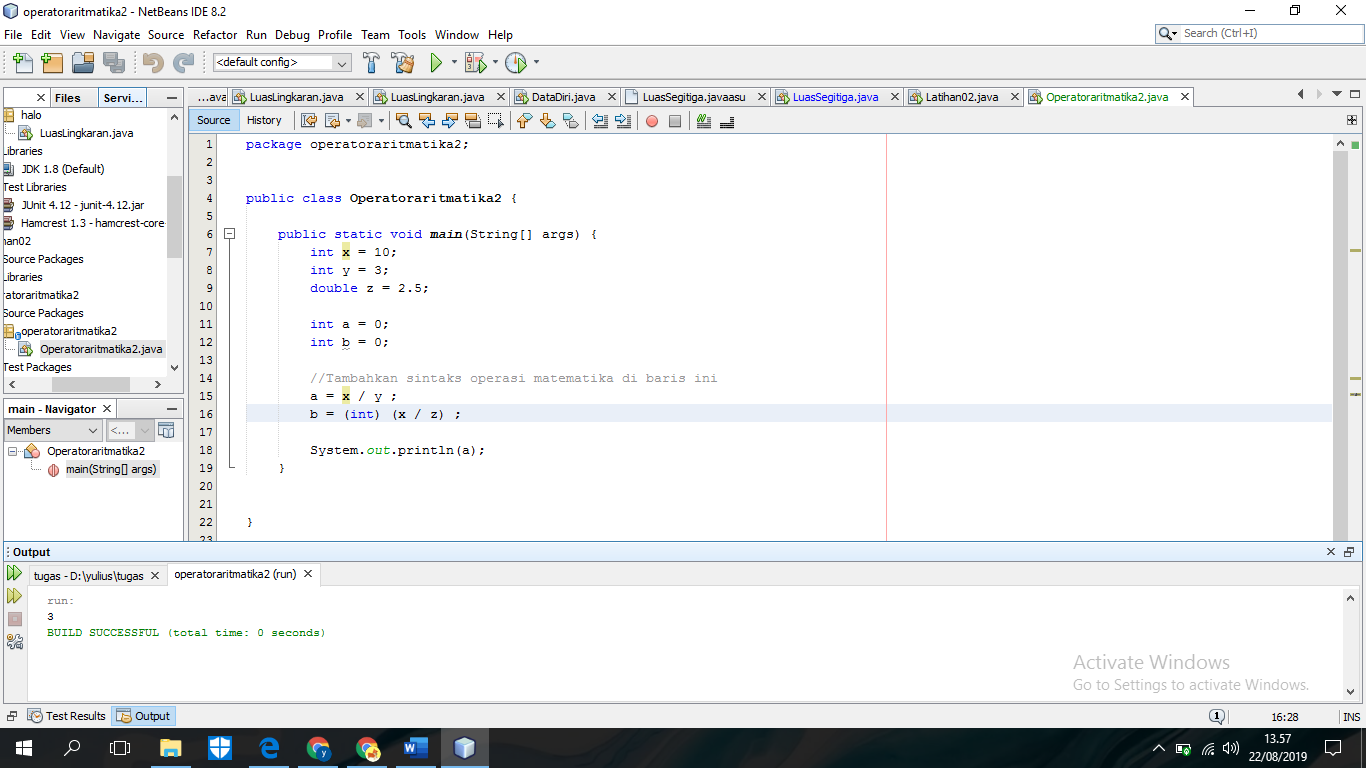 operatoraritmatika2 - NetBeans IDE 8.2
File Edit View Navigate Source Refactor Run Debug Profile Team Tools Window Help
Search (Ctrl+I)
<default config>
Files Servi...
...ava LuasLingkaran.java LuasLingkaran.java DataDiri.java LuasSegitiga.javaasu LuasSegitiga.java Latihan02.java Operatoraritmatika2.java
halo
LuasLingkaran.java
ibraries
JDK 1.8 (Default)
Test Libraries
JUnit 4.12 - junit-4.12.jar
Hamcrest 1.3 - hamcrest-core
an02
Source Packages
ibraries
ratoraritmatika2
Source Packages
operatoraritmatika2
Operatoraritmatika2.java
Test Packages
main - Navigator
Members <...
Operatoraritmatika2
main(String[] args)
Source History
1 package operatoraritmatika2;
2
3
4 public class Operatoraritmatika2 {
5
6 public static void main(String[] args) {
7 int x = 10;
8 int y = 3;
9 double z = 2.5;
10
11 int a = 0;
12 int b = 0;
13
14 //Tambahkan sintaks operasi matematika di baris ini
15 a = x / y ;
16 b = (int) (x / z) ;
17
18 System.out.println(a);
19 }
20
21
22 }
23
Output
tugas - D:\yulius\tugas operatoraritmatika2 (run)
run:
3
BUILD SUCCESSFUL (total time: 0 seconds)
Activate Windows
Go to Settings to activate Windows.
Test Results Output
1 16:28 INS
13.57
22/08/2019